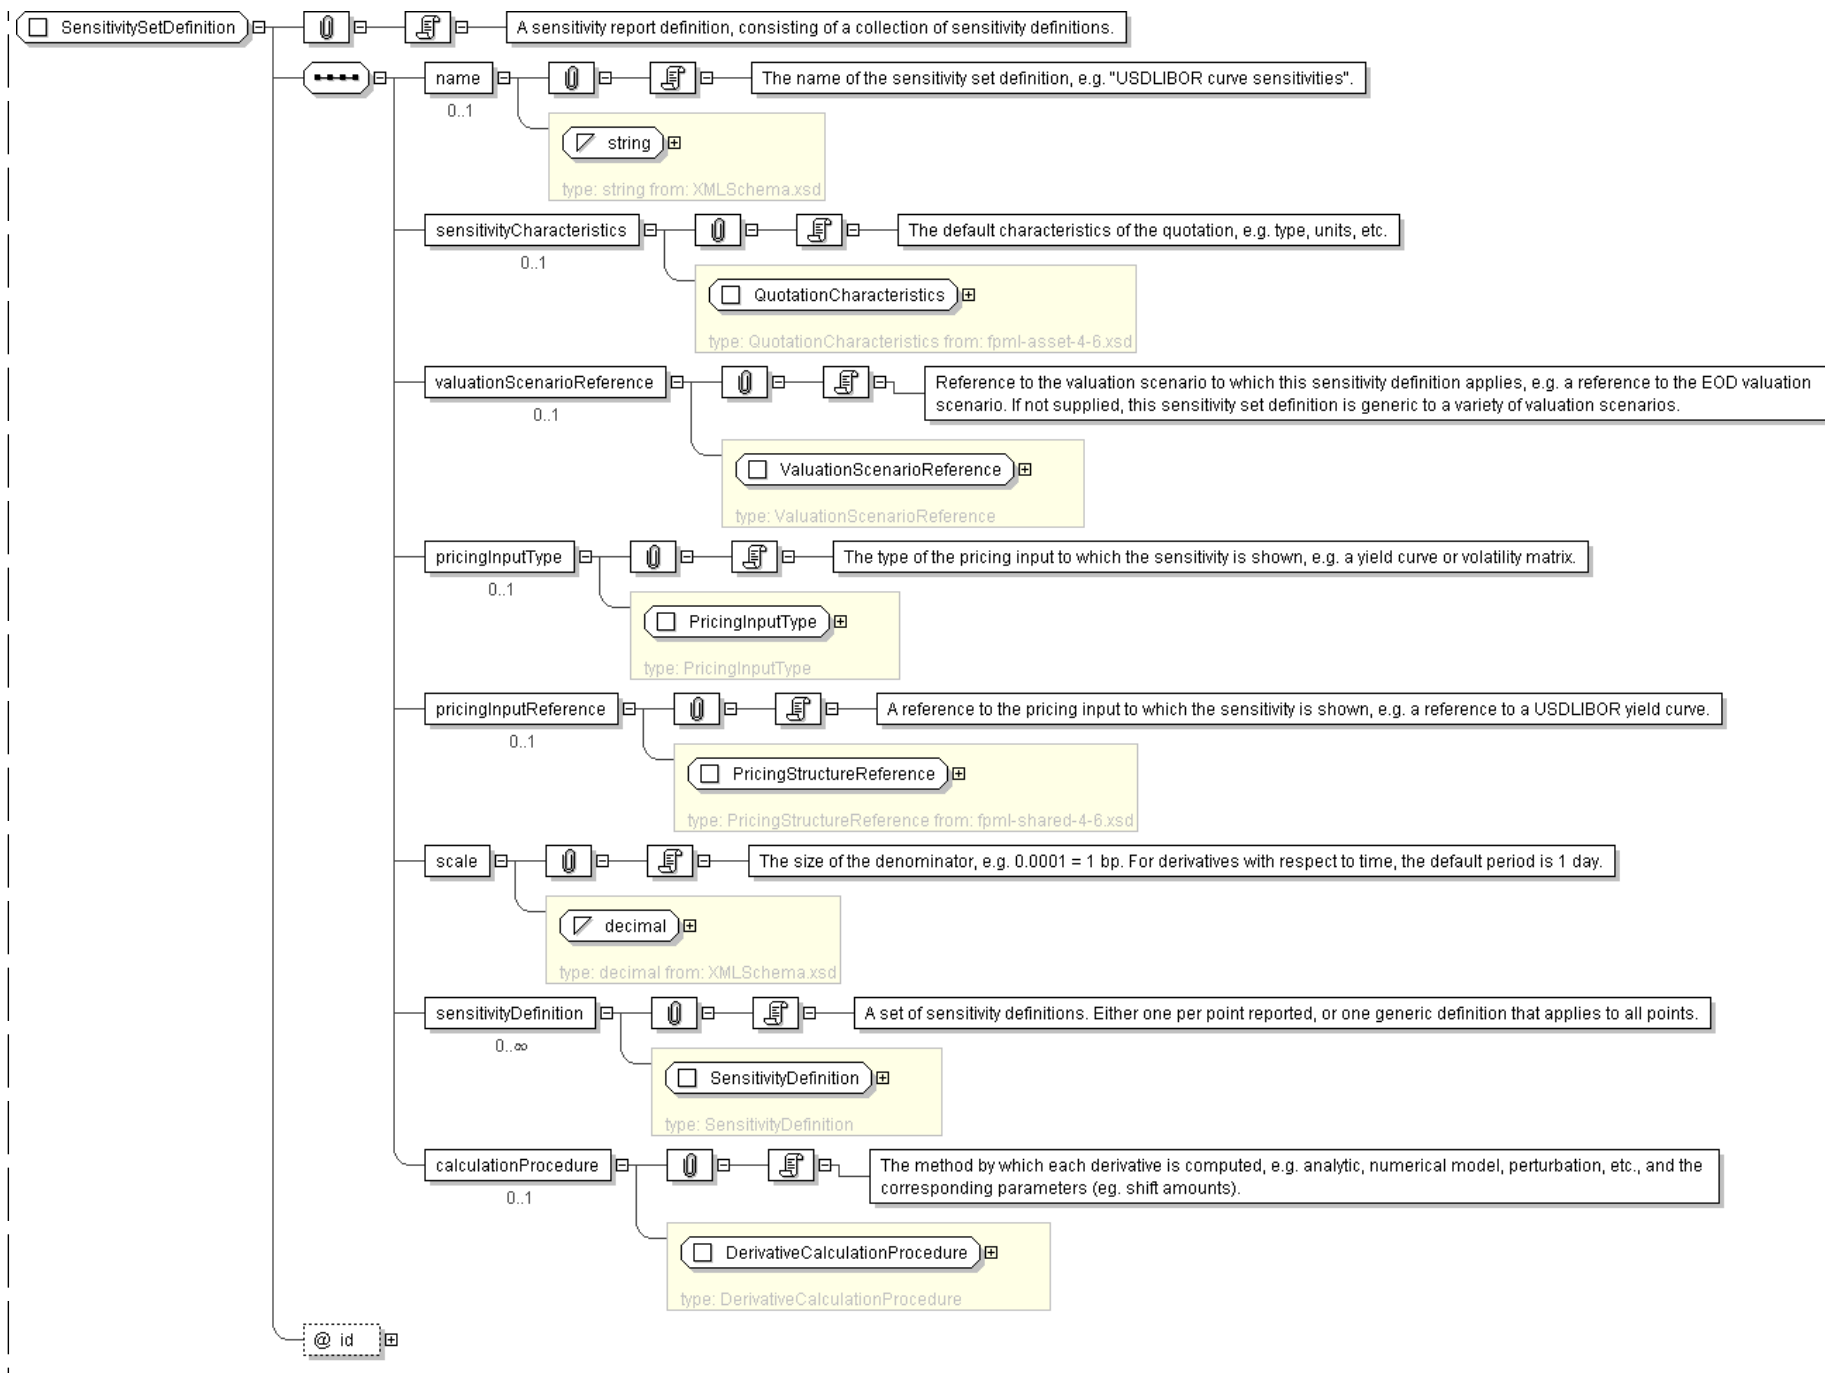 SensitivitySetDefinition
A sensitivity report definition, consisting of a collection of sensitivity definitions.
name
The name of the sensitivity set definition, e.g. "USDLIBOR curve sensitivities".
0..1
string
type: string from: XMLSchema.xsd
sensitivityCharacteristics
The default characteristics of the quotation, e.g. type, units, etc.
0..1
QuotationCharacteristics
type: QuotationCharacteristics from: fpml-asset-4-6.xsd
valuationScenarioReference
Reference to the valuation scenario to which this sensitivity definition applies, e.g. a reference to the EOD valuation
scenario. If not supplied, this sensitivity set definition is generic to a variety of valuation scenarios.
0..1
ValuationScenarioReference
type: ValuationScenarioReference
pricingInputType
The type of the pricing input to which the sensitivity is shown, e.g. a yield curve or volatility matrix.
0..1
PricingInputType
type: PricingInputType
pricingInputReference
A reference to the pricing input to which the sensitivity is shown, e.g. a reference to a USDLIBOR yield curve.
0..1
PricingStructureReference
type: PricingStructureReference from: fpml-shared-4-6.xsd
scale
The size of the denominator, e.g. 0.0001 = 1 bp. For derivatives with respect to time, the default period is 1 day.
decimal
type: decimal from: XMLSchema.xsd
sensitivityDefinition
A set of sensitivity definitions. Either one per point reported, or one generic definition that applies to all points.
0..∞
SensitivityDefinition
type: SensitivityDefinition
calculationProcedure
The method by which each derivative is computed, e.g. analytic, numerical model, perturbation, etc., and the
corresponding parameters (eg. shift amounts).
0..1
DerivativeCalculationProcedure
type: DerivativeCalculationProcedure
@ id